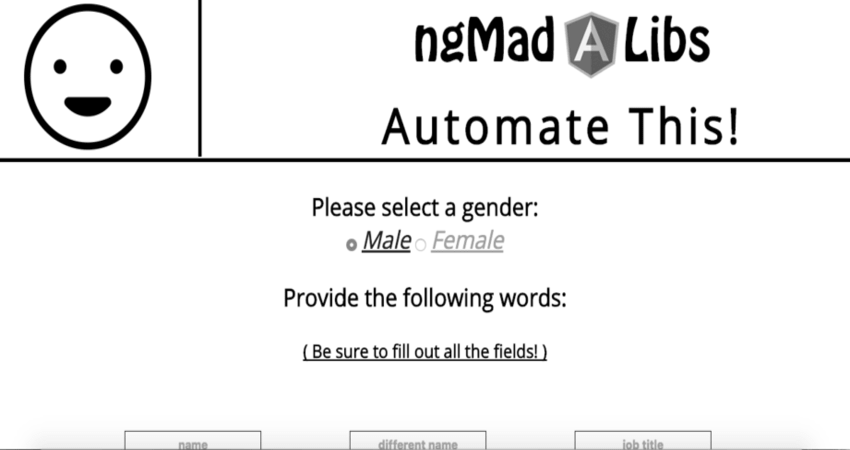 ngMad A Libs
Automate This!
Please select a gender:
Male Female
Provide the following words:
( Be sure to fill out all the fields! )
name different name job title